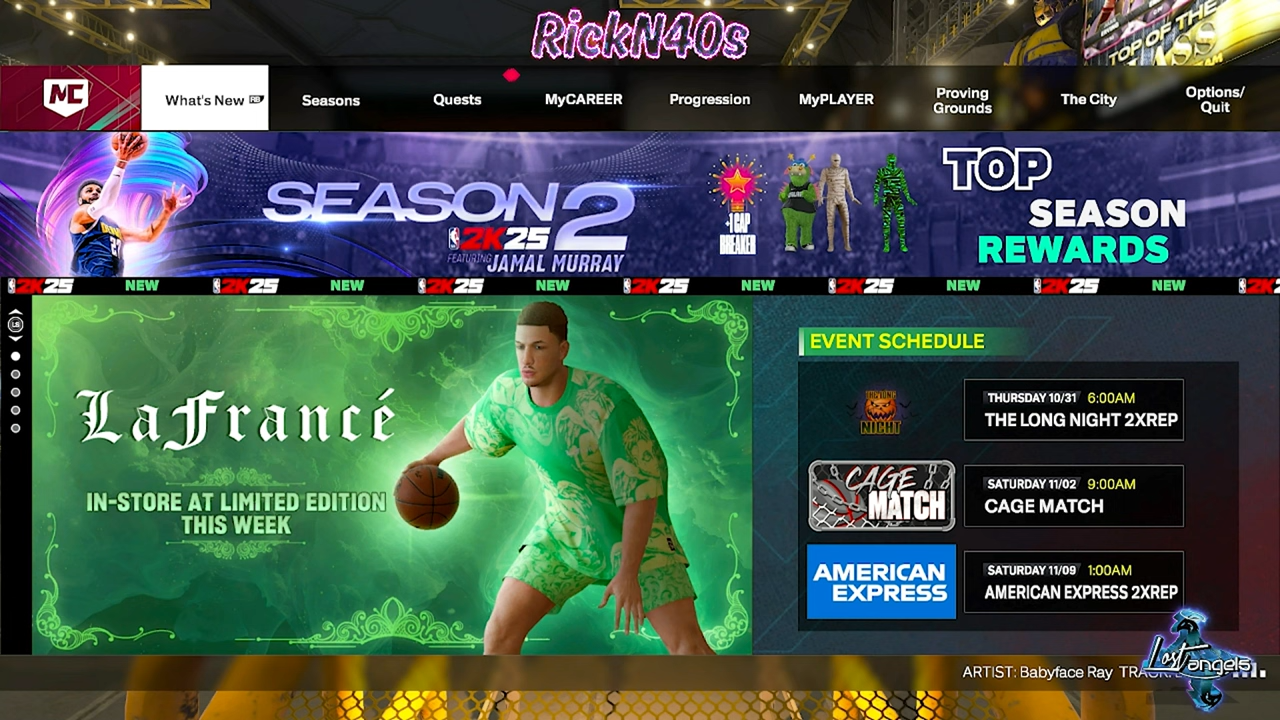 RickN40s
TOP OF THE
MC
What's New RB
Seasons
Quests
MyCAREER
Progression
MyPLAYER
Proving
Grounds
The City
Options/
Quit
SEASON 2
2K25
FEATURING JAMAL MURRAY
+1 CAP
BREAKER
TOP
SEASON
REWARDS
2K25 NEW 2K25 NEW 2K25 NEW 2K25 NEW 2K25 NEW 2K25 NEW
LS
LaFrancé
IN-STORE AT LIMITED EDITION
THIS WEEK
EVENT SCHEDULE
NIGHT
THURSDAY 10/31 6:00AM
THE LONG NIGHT 2XREP
CAGE
MATCH
SATURDAY 11/02 9:00AM
CAGE MATCH
AMERICAN
EXPRESS
SATURDAY 11/09 1:00AM
AMERICAN EXPRESS 2XREP
ARTIST: Babyface Ray
Lost angels